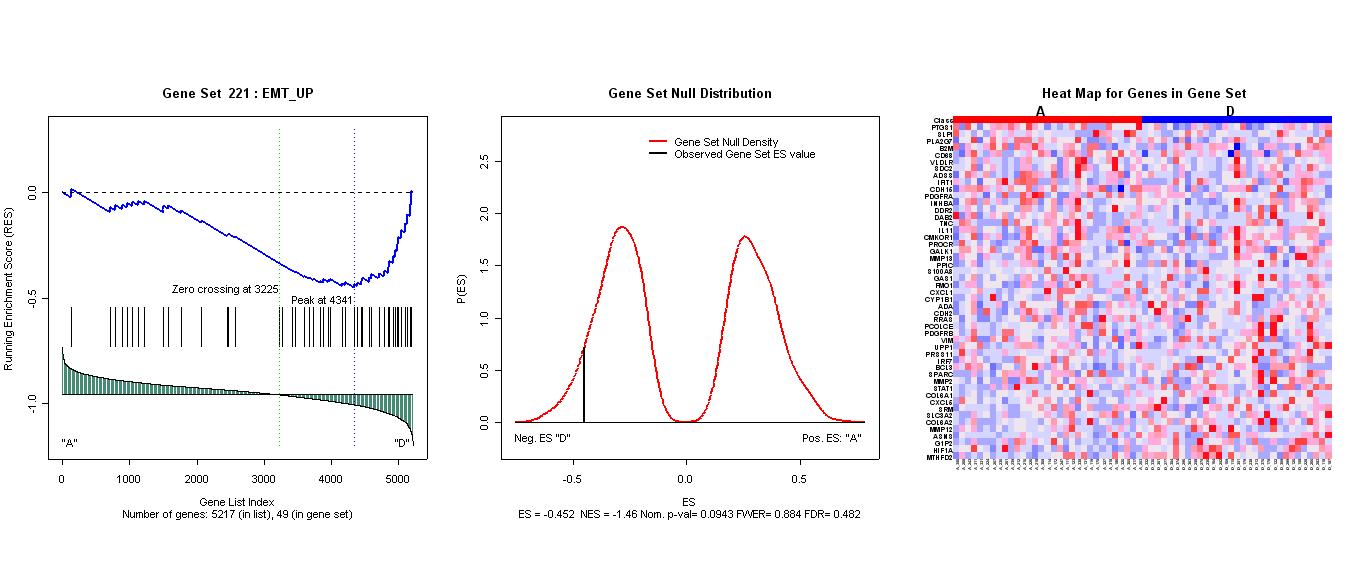 Gene Set 221 : EMT_UP
Running Enrichment Score (RES)
0.0
-0.5
-1.0
Zero crossing at 3225
Peak at 4341
"A"
"D"
0
1000
2000
3000
4000
5000
Gene List Index
Number of genes: 5217 (in list), 49 (in gene set)
Gene Set Null Distribution
Gene Set Null Density
Observed Gene Set ES value
P(ES)
2.5
2.0
1.5
1.0
0.5
0.0
Neg. ES "D"
Pos. ES: "A"
-0.5
0.0
0.5
ES
ES = -0.452 NES = -1.46 Nom. p-val= 0.0943 FWER= 0.884 FDR= 0.482
Heat Map for Genes in Gene Set
A
D
Class
PTGS1
SLPI
PLA2G7
B2M
CD68
VLDLR
SDC2
ADSS
IFIT1
CDH16
PDGFRA
INHBA
DDR2
DAB2
TNC
IL11
CMKOR1
PROCR
GALK1
MMP13
PPIC
S100A8
GAS1
FMO1
CXCL1
CYP1B1
ADA
CDH2
RRAS
PCOLCE
PDGFRB
VIM
UPP1
PRSS11
IRF7
BCL3
SPARC
MMP2
STAT1
COL6A1
CXCL5
SRM
SLC3A2
COL6A2
MMP12
ASNS
G1P2
HIF1A
MTHFD2